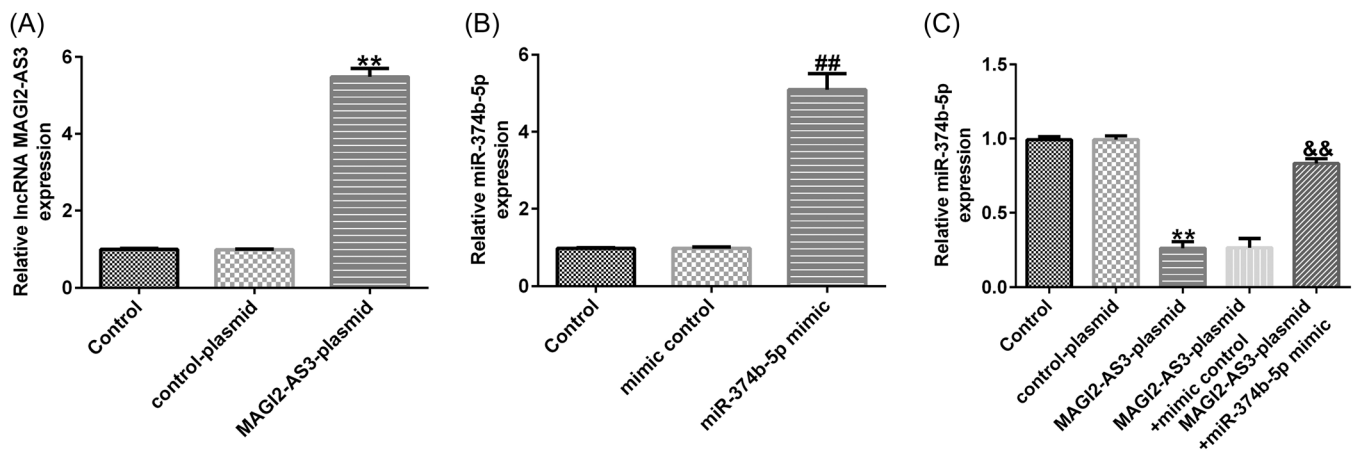 (A)
Relative lncRNA MAGI2-AS3
expression
6
4
2
0
**
Control
control-plasmid
MAGI2-AS3-plasmid
(B)
Relative miR-374b-5p
expression
6
4
2
0
##
Control
mimic control
miR-374b-5p mimic
(C)
Relative miR-374b-5p
expression
1.5
1.0
0.5
0.0
**
&&
Control
control-plasmid
MAGI2-AS3-plasmid
MAGI2-AS3-plasmid
+mimic control
MAGI2-AS3-plasmid
+miR-374b-5p mimic